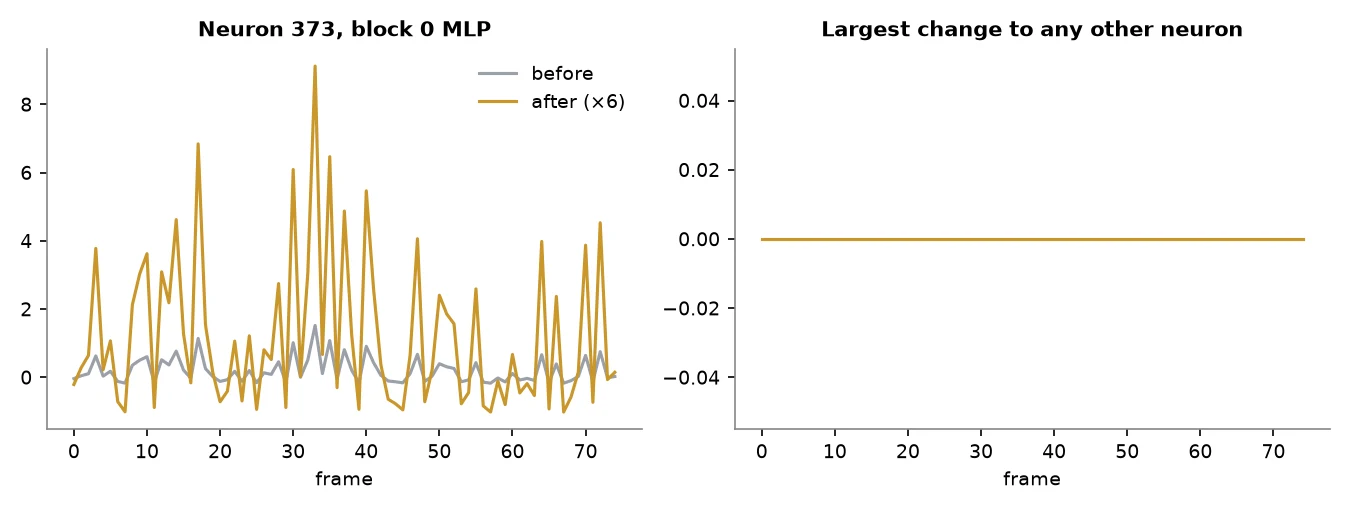 Neuron 373, block 0 MLP
before
after (×6)
8
6
4
2
0
0 10 20 30 40 50 60 70
frame
Largest change to any other neuron
0.04
0.02
0.00
−0.02
−0.04
0 10 20 30 40 50 60 70
frame